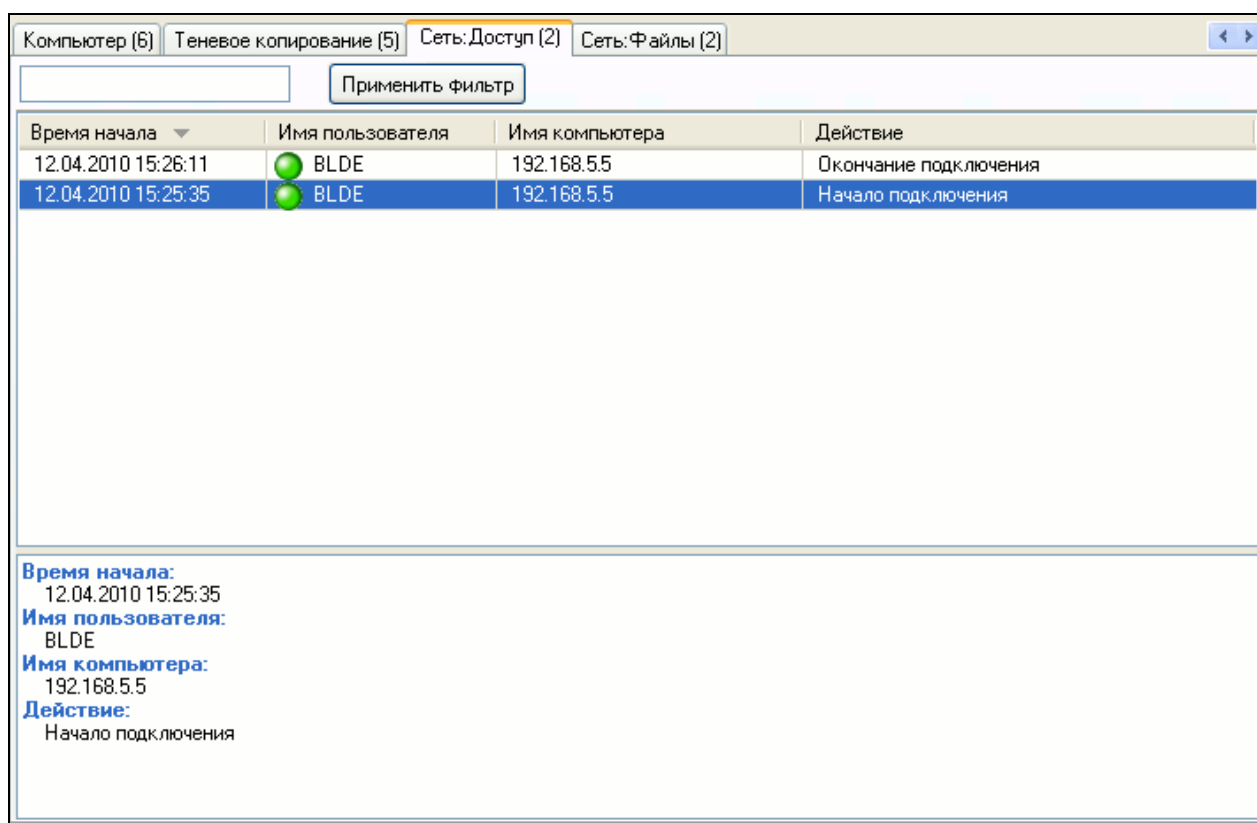 Компьютер (6) Теневое копирование (5) Сеть:Доступ (2) Сеть:Файлы (2)
Применить фильтр
Время начала Имя пользователя Имя компьютера Действие
12.04.2010 15:26:11 BLDE 192.168.5.5 Окончание подключения
12.04.2010 15:25:35 BLDE 192.168.5.5 Начало подключения
Время начала:
12.04.2010 15:25:35
Имя пользователя:
BLDE
Имя компьютера:
192.168.5.5
Действие:
Начало подключения